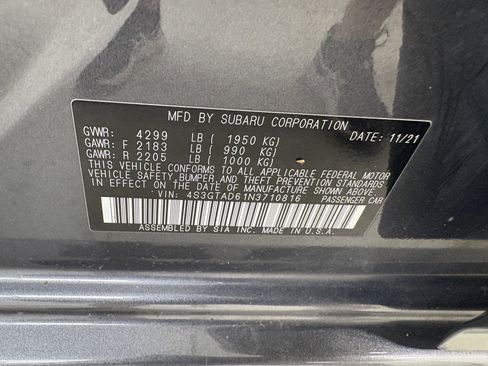 MFD BY SUBARU CORPORATION DATE: 11/21
GVWR: 4299 LB ( 1950 KG)
GAWR: F 2183 LB ( 990 KG)
GAWR: R 2205 LB ( 1000 KG)
THIS VEHICLE CONFORMS TO ALL APPLICABLE FEDERAL MOTOR
VEHICLE SAFETY, BUMPER, AND THEFT PREVENTION STANDARDS
IN EFFECT ON THE DATE OF MANUFACTURE SHOWN ABOVE.
VIN: 4S3GTAD61N3710816 PASSENGER CAR
ASSEMBLED BY SIA INC. MADE IN U.S.A.